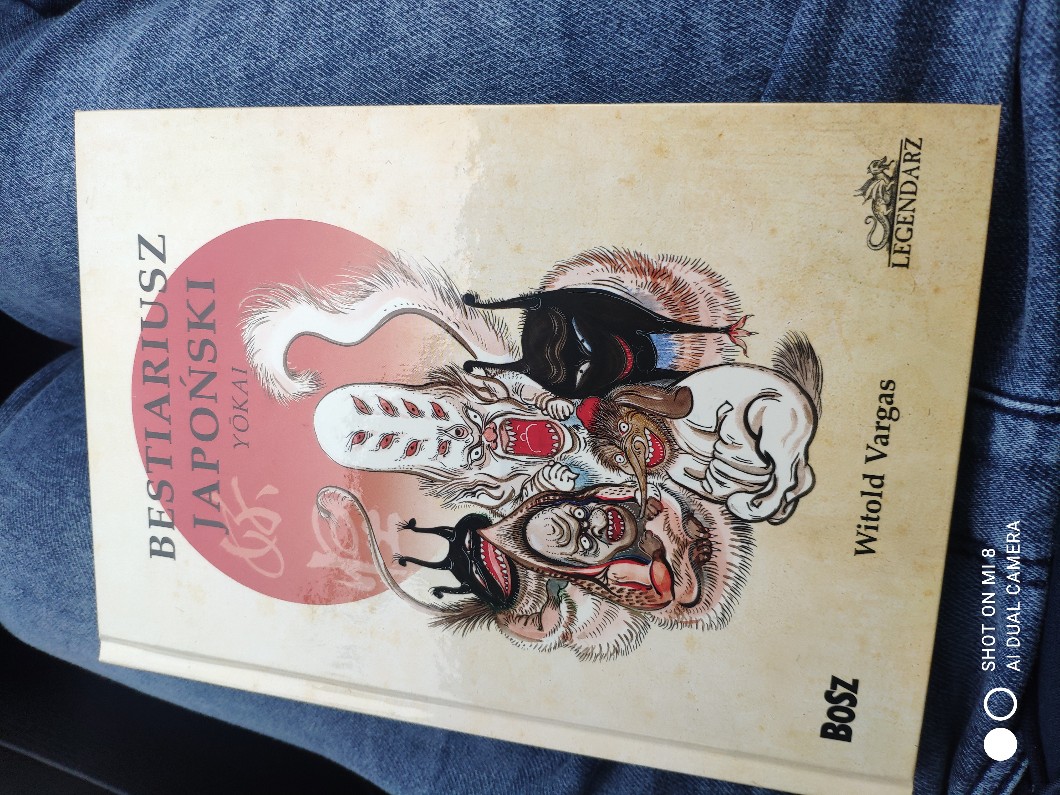 BESTIARIUSZ
JAPOŃSKI
YŌKAI
Witold Vargas
BOSZ
LEGENDARZ
SHOT ON MI 8
AI DUAL CAMERA